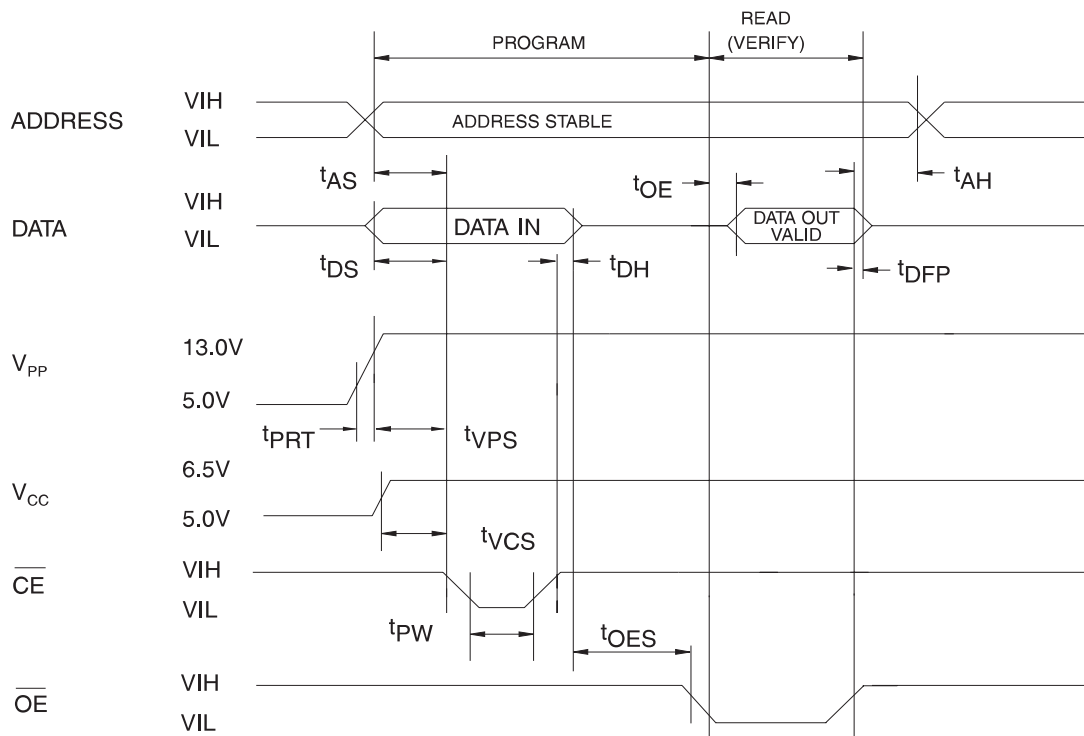 READ
PROGRAM (VERIFY)
ADDRESS VIH
VIL ADDRESS STABLE
tAS tOE tAH
DATA VIH
VIL DATA IN DATA OUT
VALID
tDS tDH tDFP
VPP 13.0V
5.0V
tPRT tVPS
VCC 6.5V
5.0V
tVCS
CE VIH
VIL
tPW tOES
OE VIH
VIL